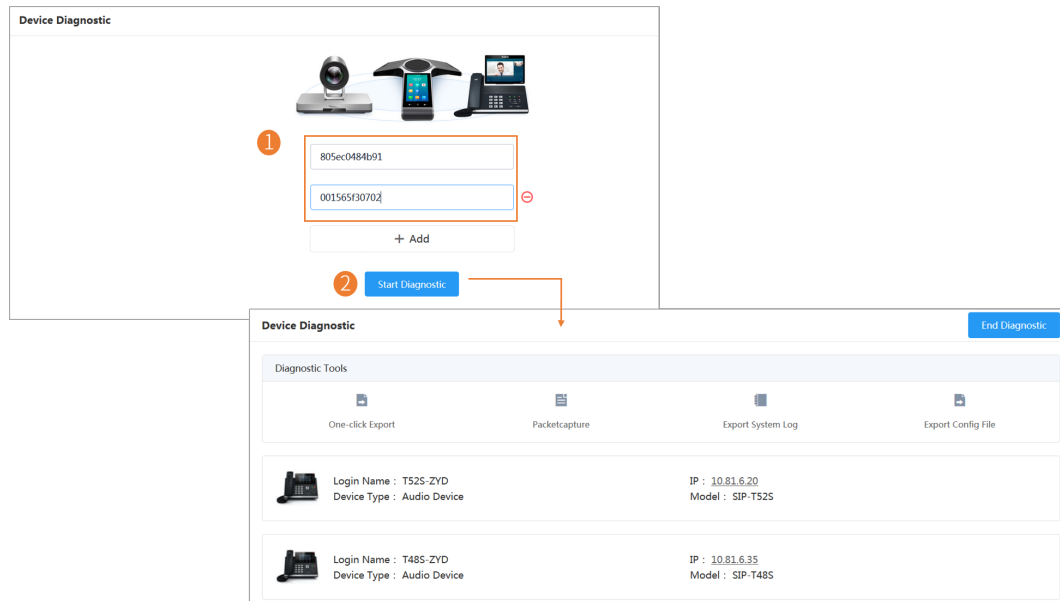 Device Diagnostic
1
805ec0484b91
001565f30702
+ Add
2
Start Diagnostic
Device Diagnostic
End Diagnostic
Diagnostic Tools
One-click Export
Packetcapture
Export System Log
Export Config File
Login Name : T52S-ZYD
IP : 10.81.6.20
Device Type : Audio Device
Model : SIP-T52S
Login Name : T48S-ZYD
IP : 10.81.6.35
Device Type : Audio Device
Model : SIP-T48S